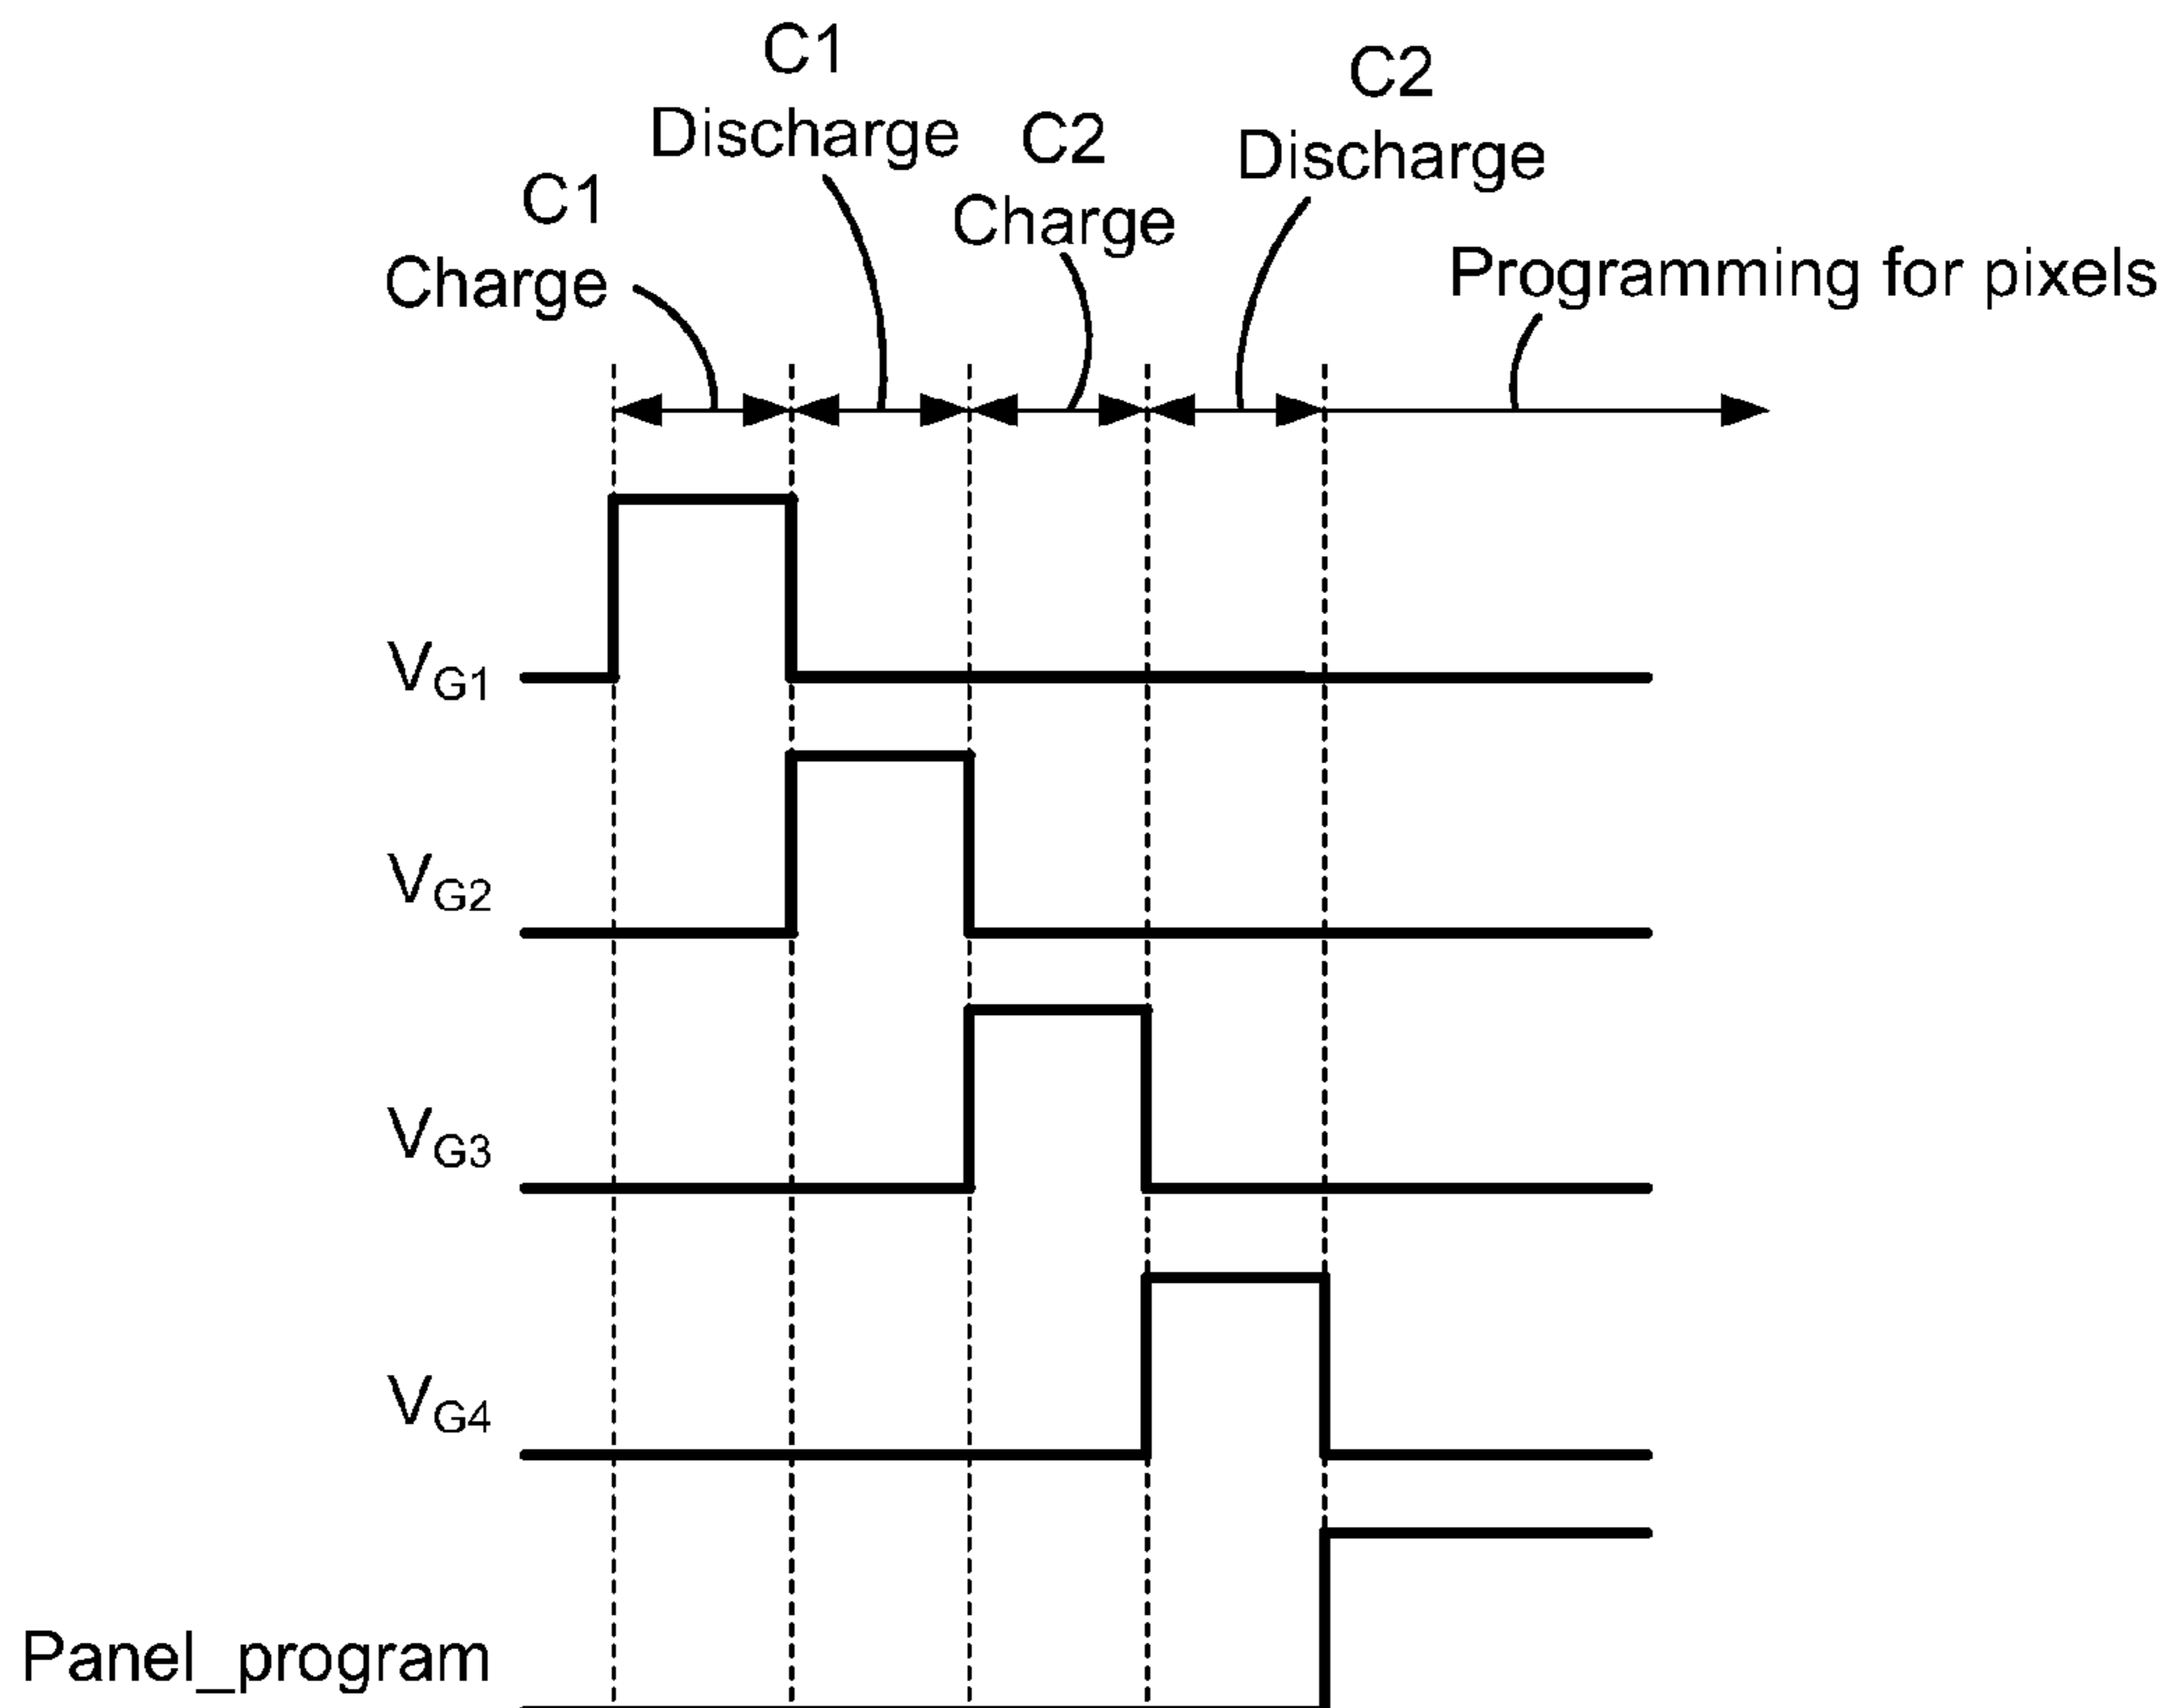 C1
Charge
C1
Discharge
C2
Charge
C2
Discharge
Programming for pixels
VG1
VG2
VG3
VG4
Panel_program